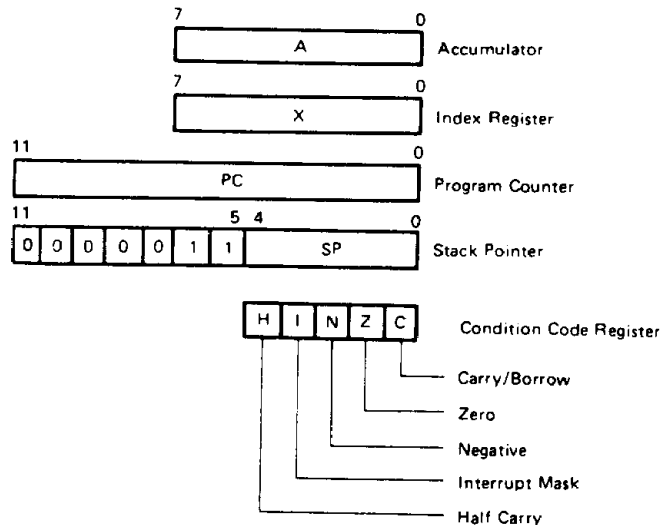 7 0
A Accumulator
7 0
X Index Register
11 0
PC Program Counter
11 5 4 0
0 0 0 0 0 1 1 SP Stack Pointer
H I N Z C Condition Code Register
Carry/Borrow
Zero
Negative
Interrupt Mask
Half Carry